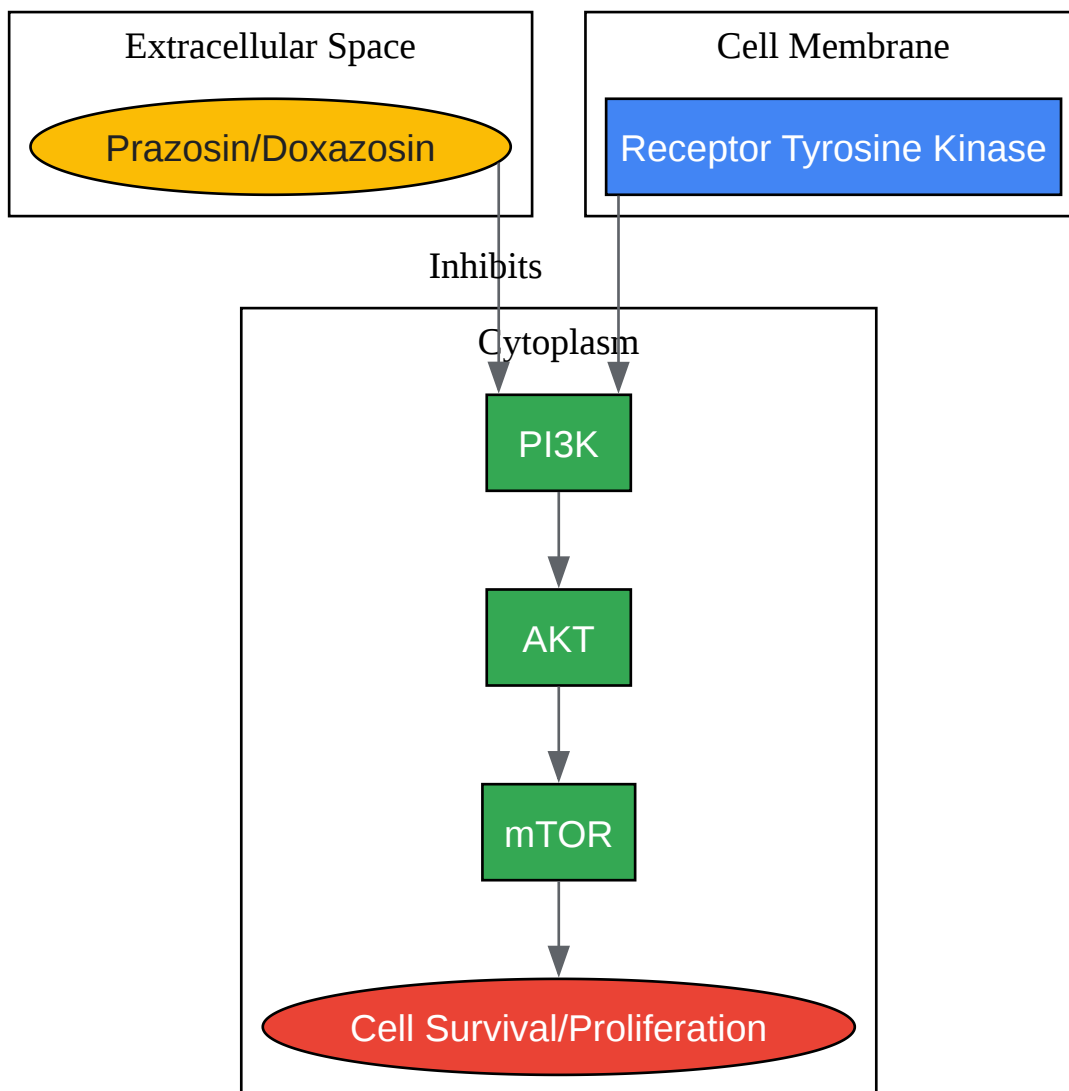 Extracellular Space
Cell Membrane
Prazosin/Doxazosin
Receptor Tyrosine Kinase
Inhibits
Cytoplasm
PI3K
AKT
mTOR
Cell Survival/Proliferation